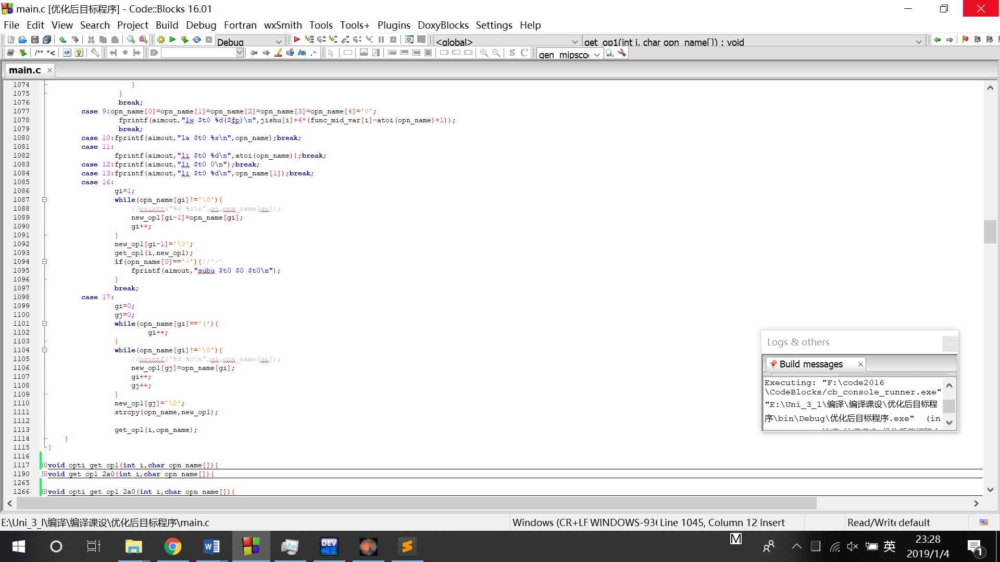 main.c [优化后目标程序] - Code::Blocks 16.01
File Edit View Search Project Build Debug Fortran wxSmith Tools Tools+ Plugins DoxyBlocks Settings Help
Debug
<global>
get_op1(int i, char opn_name[]) : void
/** *<
Aa .*
S C
gen_mipsco
main.c
1074 }
1075 }
1076 break;
1077 case 9:opn_name[0]=opn_name[1]=opn_name[2]=opn_name[3]=opn_name[4]='0';
1078 fprintf(aimout,"lw $t0 %d($fp)\n",jishu[i]+4*(func_mid_var[i]-atoi(opn_name)+1));
1079 break;
1080 case 10:fprintf(aimout,"la $t0 %s\n",opn_name);break;
1081 case 11:
1082 fprintf(aimout,"li $t0 %d\n",atoi(opn_name));break;
1083 case 12:fprintf(aimout,"li $t0 0\n");break;
1084 case 13:fprintf(aimout,"li $t0 %d\n",opn_name[1]);break;
1085 case 16:
1086 gi=1;
1087 while(opn_name[gi]!='\0'){
1088 //printf("%d %c\n",gi,opn_name[gi]);
1089 new_op1[gi-1]=opn_name[gi];
1090 gi++;
1091 }
1092 new_op1[gi-1]='\0';
1093 get_op1(i,new_op1);
1094 if(opn_name[0]=='-'){//'-'
1095 fprintf(aimout,"subu $t0 $0 $t0\n");
1096 }
1097 break;
1098 case 17:
1099 gi=0;
1100 gj=0;
1101 while(opn_name[gi]=='('){
1102 gi++;
1103 }
1104 while(opn_name[gi]!='\0'){
1105 //printf("%d %c\n",gi,opn_name[gi]);
1106 new_op1[gj]=opn_name[gi];
1107 gi++;
1108 gj++;
1109 }
1110 new_op1[gj]='\0';
1111 strcpy(opn_name,new_op1);
1112
1113 get_op1(i,opn_name);
1114 }
1115 }
1116
1117 void opti_get_op1(int i,char opn_name[]){
1190 void get_op1_2a0(int i,char opn_name[]){
1265
1266 void opti_get_op1_2a0(int i,char opn_name[]){
Logs & others
Build messages
Executing: "F:\code2016
\CodeBlocks/cb_console_runner.exe"
"E:\Uni_3_1\编译\编译课设\优化后目标程
序\bin\Debug\优化后目标程序.exe" (in
E:\Uni_3_l\编译\编译课设\优化后目标程序\main.c
Windows (CR+LF
WINDOWS-936
Line 1045, Column 12
Insert
Read/Write
default
DEV
C++
M
英
23:28
2019/1/4
1